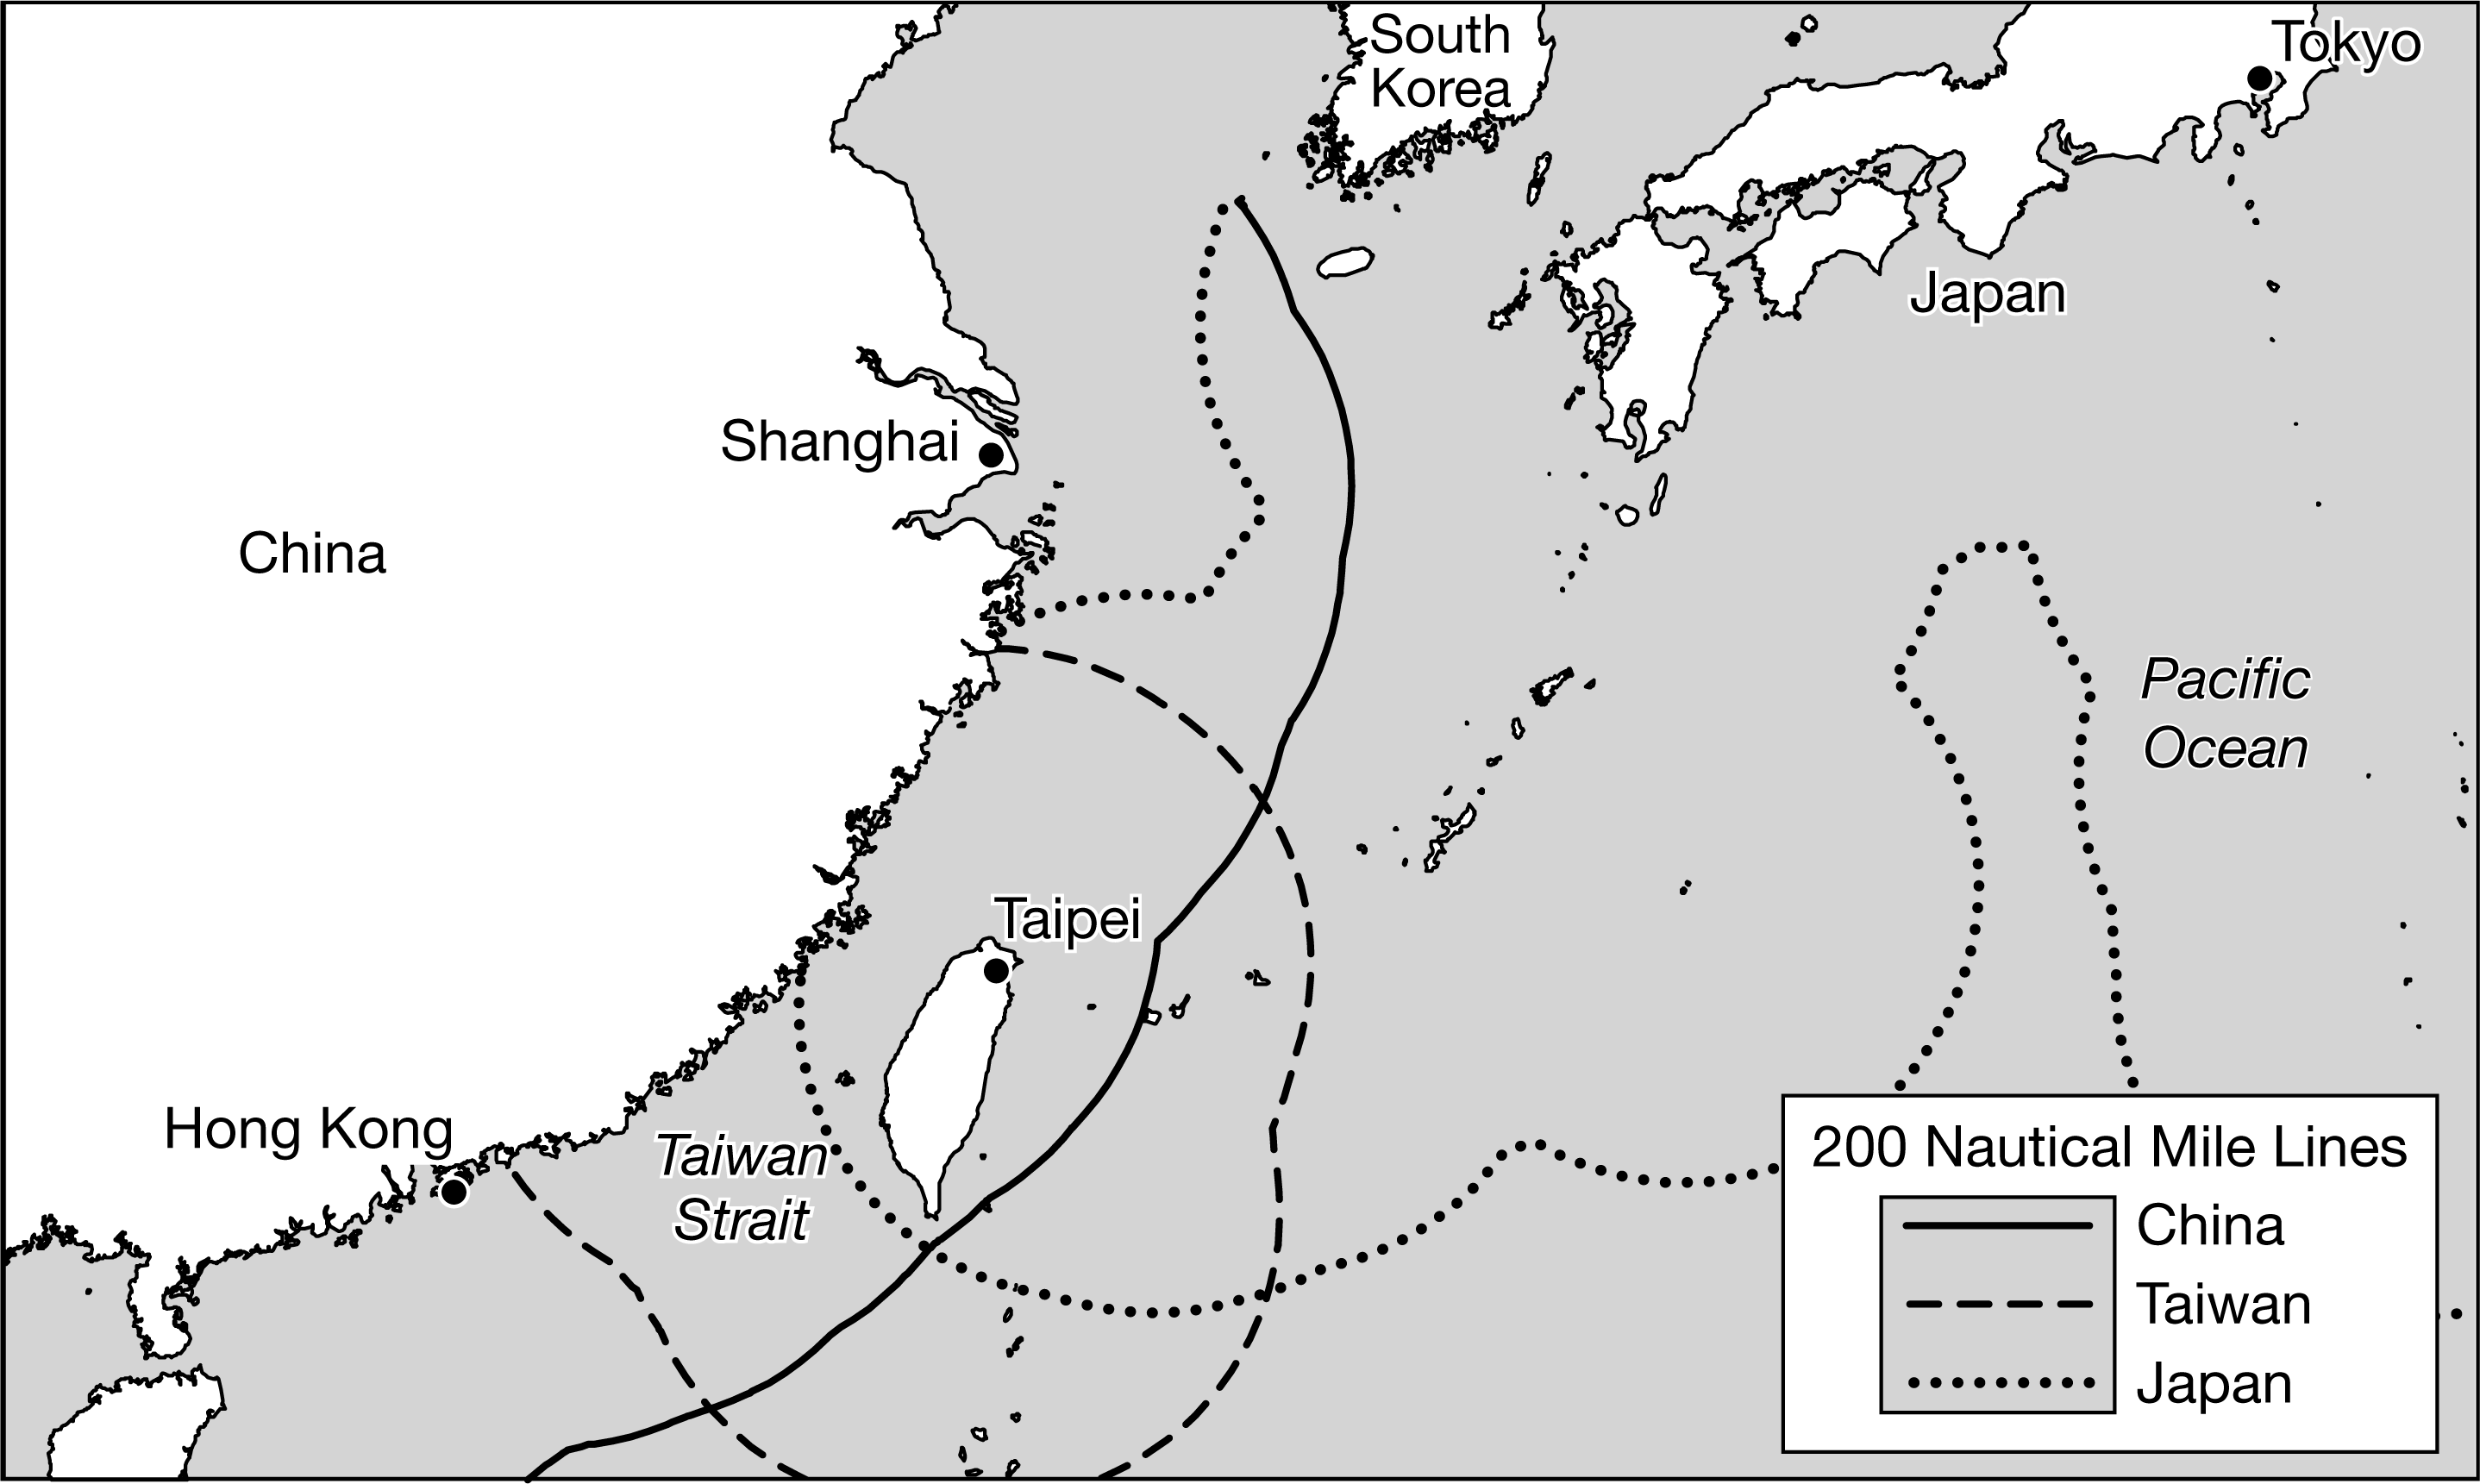 South
Korea
Tokyo
Japan
Shanghai
China
Pacific
Ocean
Taipei
Hong Kong
Taiwan
Strait
200 Nautical Mile Lines
China
Taiwan
Japan